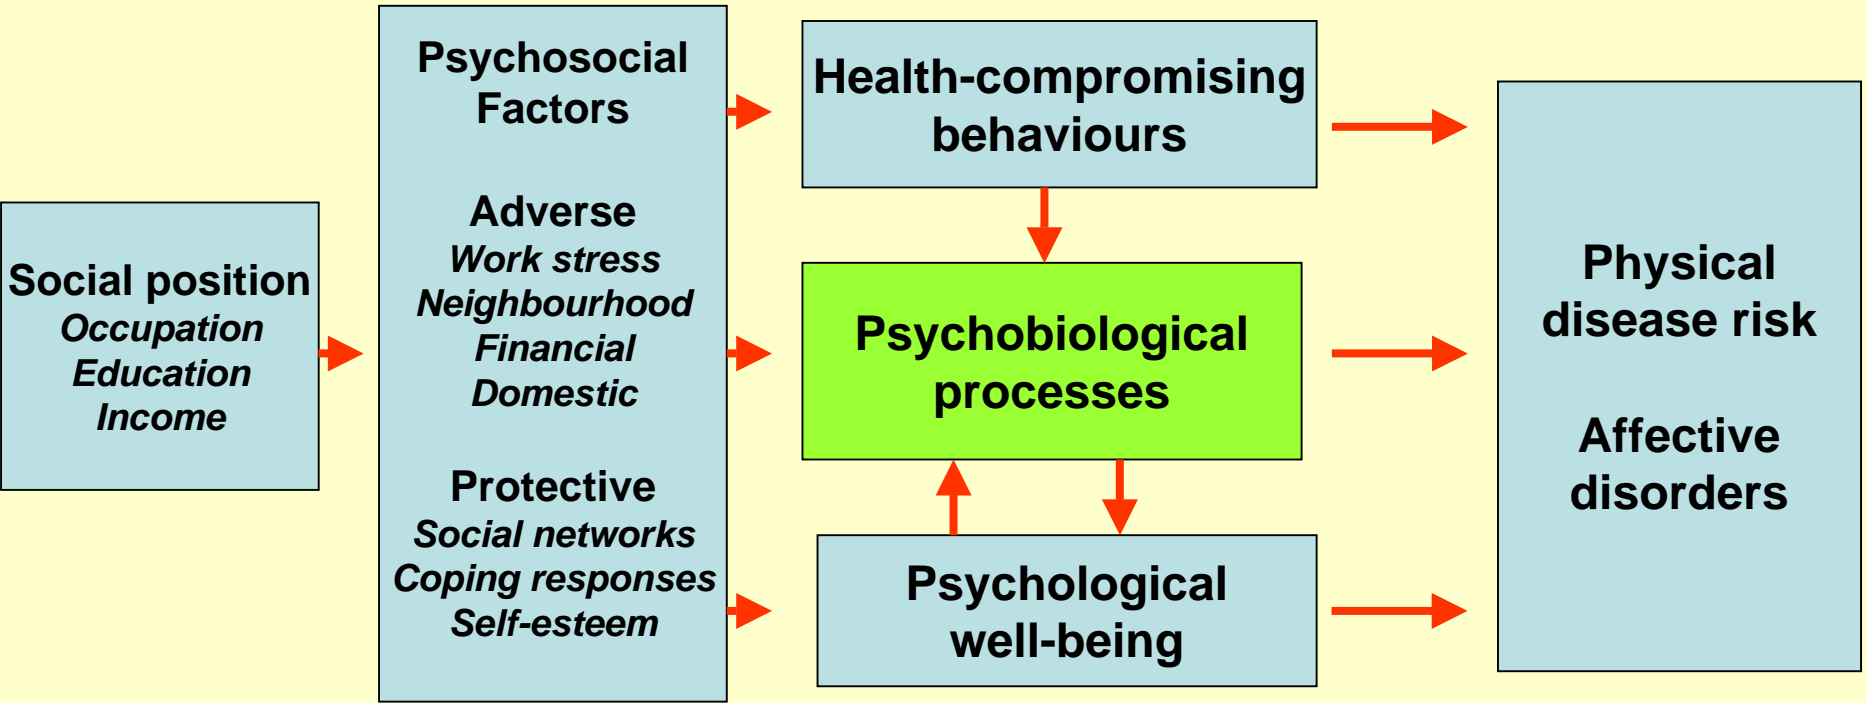 Social position
Occupation
Education
Income
Psychosocial
Factors
Adverse
Work stress
Neighbourhood
Financial
Domestic
Protective
Social networks
Coping responses
Self-esteem
Health-compromising
behaviours
Psychobiological
processes
Psychological
well-being
Physical
disease risk
Affective
disorders